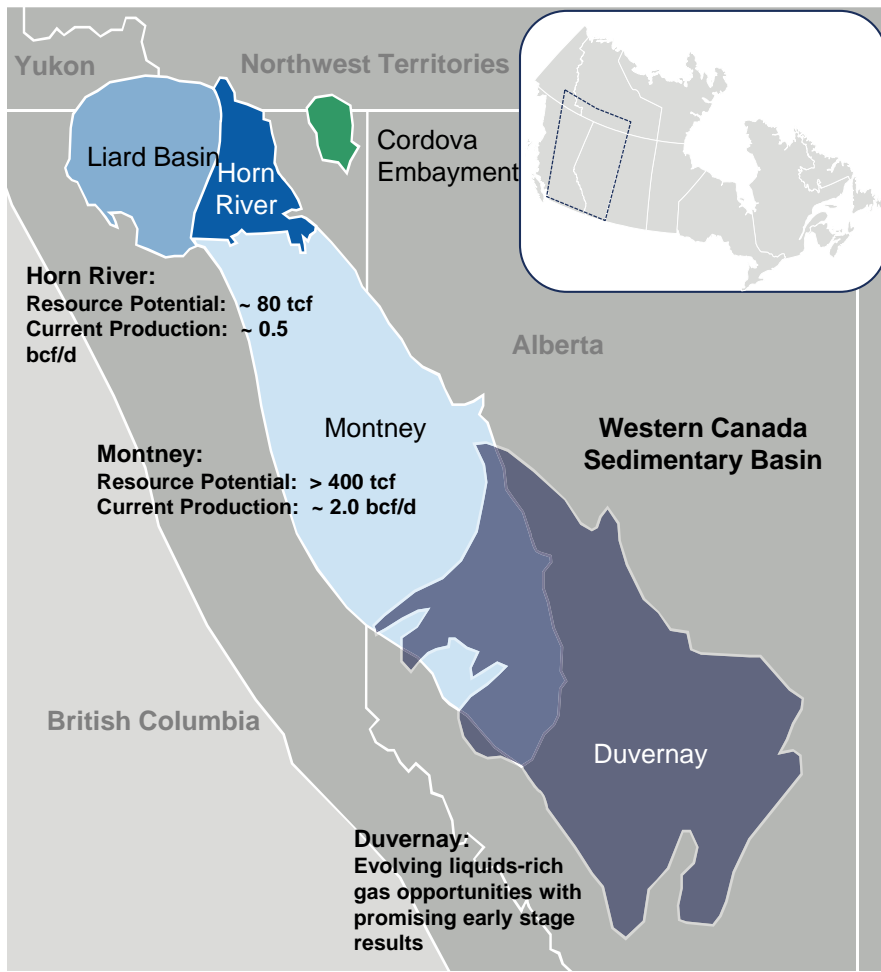 Yukon
Northwest Territories
Liard Basin
Horn
River
Cordova
Embayment
Horn River:
Resource Potential: ~ 80 tcf
Current Production: ~ 0.5
bcf/d
Alberta
Montney
Western Canada
Sedimentary Basin
Montney:
Resource Potential: > 400 tcf
Current Production: ~ 2.0 bcf/d
British Columbia
Duvernay
Duvernay:
Evolving liquids-rich
gas opportunities with
promising early stage
results